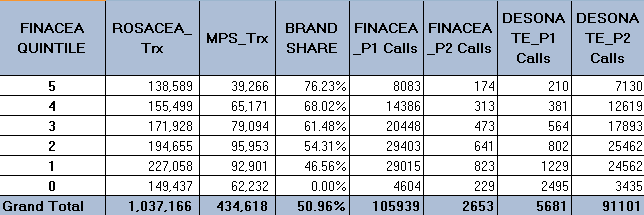 FINACEA QUINTILE ROSACEA_Trx MPS_Trx BRAND SHARE FINACEA_P1 Calls FINACEA_P2 Calls DESONATE_P1 Calls DESONATE_P2 Calls
5 138,589 39,266 76.23% 8083 174 210 7130
4 155,499 65,171 68.02% 14386 313 381 12619
3 171,928 79,094 61.48% 20448 473 564 17893
2 194,655 95,953 54.31% 29403 641 802 25462
1 227,058 92,901 46.56% 29015 823 1229 24562
0 149,437 62,232 0.00% 4604 229 2495 3435
Grand Total 1,037,166 434,618 50.96% 105939 2653 5681 91101